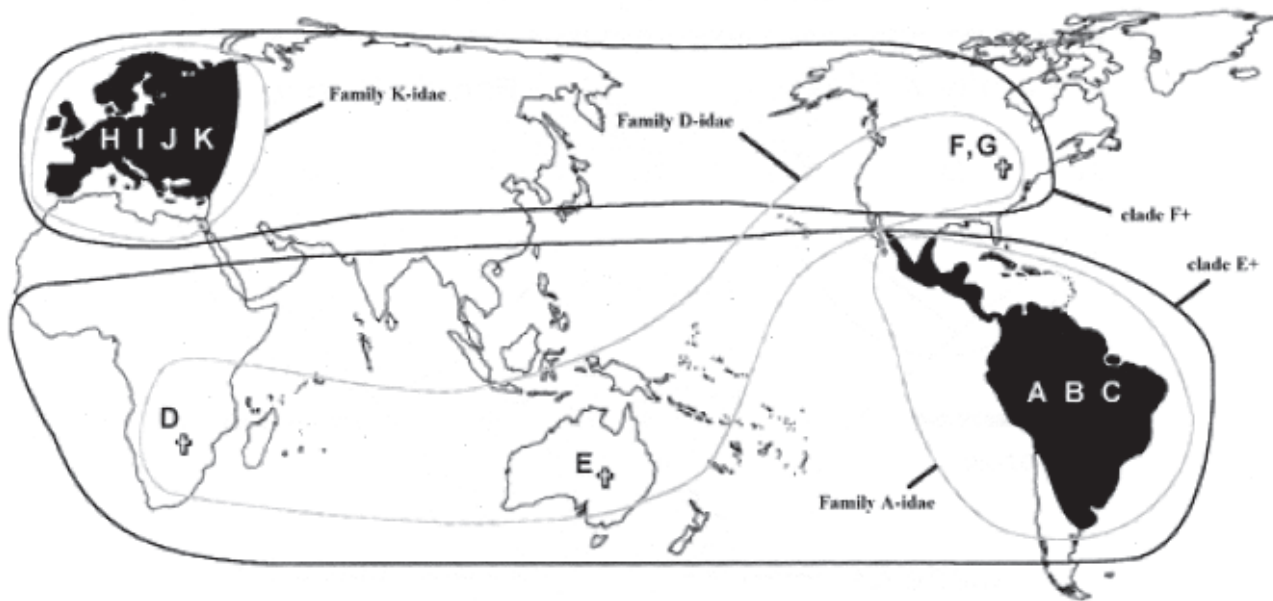 Family K-idae
Family D-idae
H I J K
F, G
clade F+
clade E+
A B C
D
E
Family A-idae